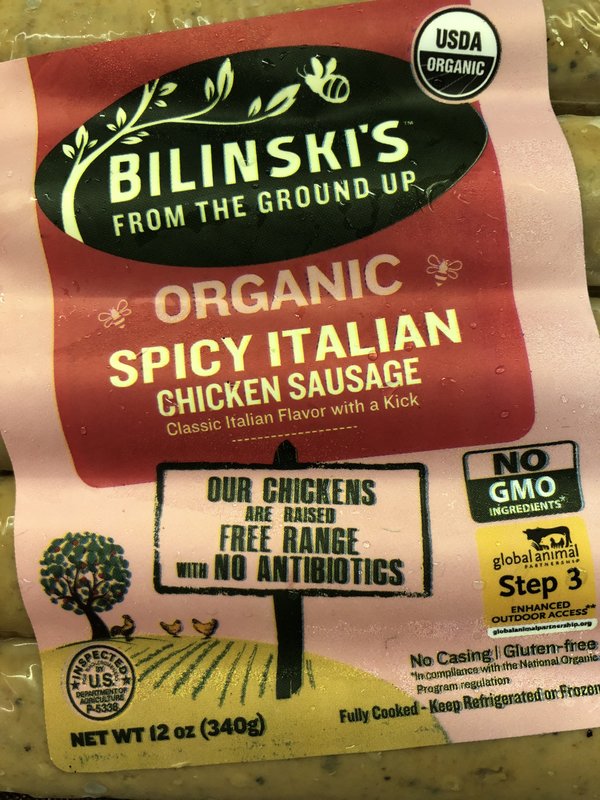 USDA
ORGANIC
BILINSKI'S™
FROM THE GROUND UP
ORGANIC
SPICY ITALIAN
CHICKEN SAUSAGE
Classic Italian Flavor with a Kick
OUR CHICKENS
ARE RAISED
FREE RANGE
WITH NO ANTIBIOTICS
NO
GMO
INGREDIENTS*
global animal
PARTNERSHIP
Step 3
ENHANCED
OUTDOOR ACCESS**
globalanimalpartnership.org
INSPECTED
BY
U.S.
DEPARTMENT OF
AGRICULTURE
P-5338
No Casing | Gluten-free
*In compliance with the National Organic
Program regulation
Fully Cooked - Keep Refrigerated or Frozen
NET WT 12 oz (340g)